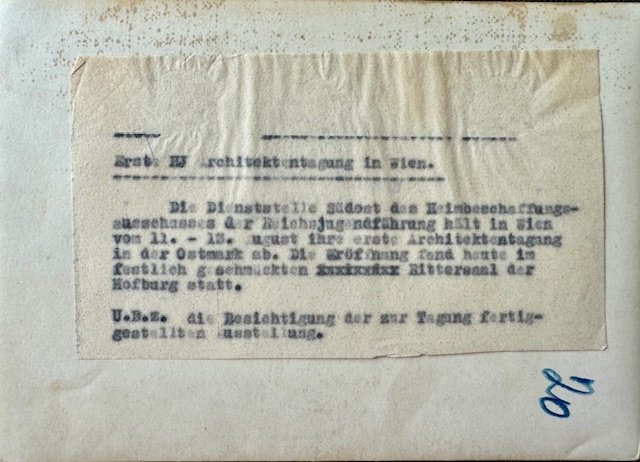 Erste HJ Architektentagung in Wien.
Die Dienststelle Südost des Heimbeschaffungs-
ausschusses der Reichsjugendführung hält in Wien
vom 11. - 13. August ihre erste Architektentagung
in der Ostmark ab. Die Eröffnung fand heute im
festlich geschmückten xxxxxxxxx Rittersaal der
Hofburg statt.
U.B.z. die Besichtigung der zur Tagung fertig-
gestellten Ausstellung.
20